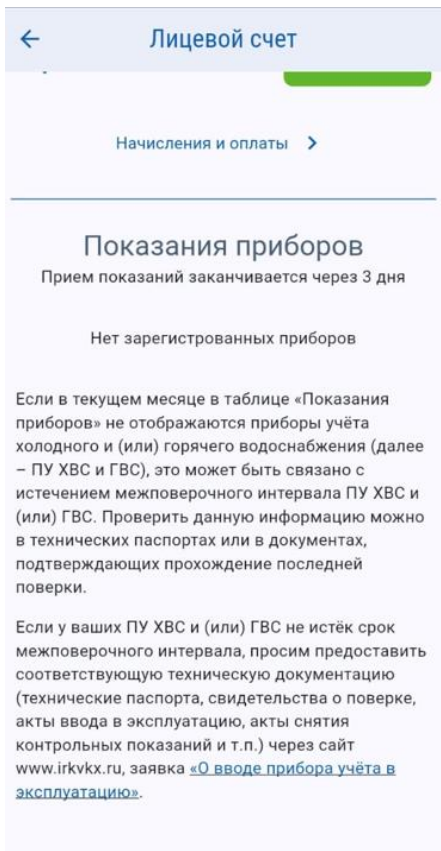 Лицевой счет
Начисления и оплаты
Показания приборов
Прием показаний заканчивается через 3 дня
Нет зарегистрированных приборов
Если в текущем месяце в таблице «Показания
приборов» не отображаются приборы учёта
холодного и (или) горячего водоснабжения (далее
– ПУ ХВС и ГВС), это может быть связано с
истечением межповерочного интервала ПУ ХВС и
(или) ГВС. Проверить данную информацию можно
в технических паспортах или в документах,
подтверждающих прохождение последней
поверки.
Если у ваших ПУ ХВС и (или) ГВС не истёк срок
межповерочного интервала, просим предоставить
соответствующую техническую документацию
(технические паспорта, свидетельства о поверке,
акты ввода в эксплуатацию, акты снятия
контрольных показаний и т.п.) через сайт
www.irkvkx.ru, заявка «О вводе прибора учёта в
эксплуатацию».